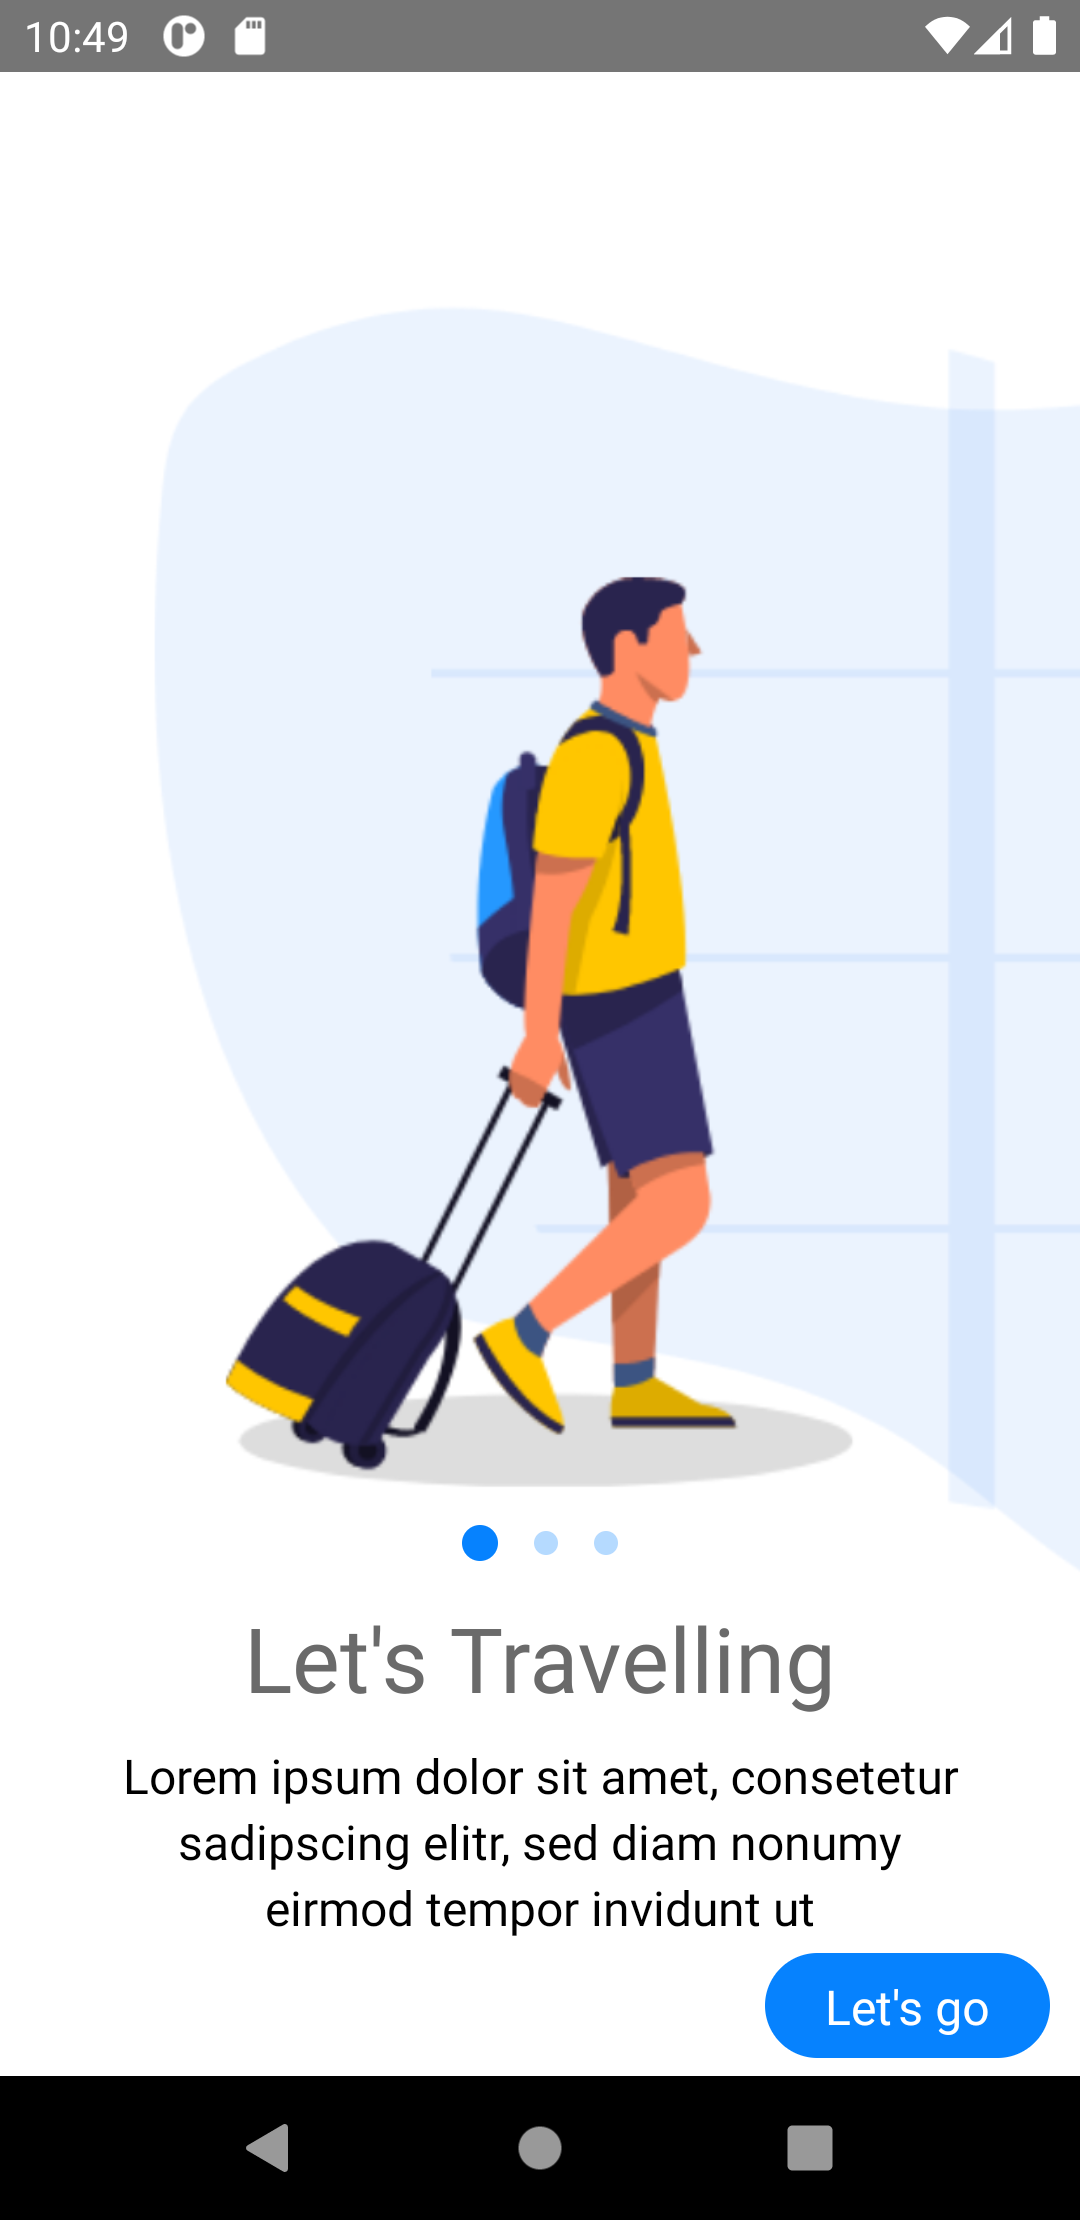 10:49
Let's Travelling
Lorem ipsum dolor sit amet, consetetur
sadipscing elitr, sed diam nonumy
eirmod tempor invidunt ut
Let's go